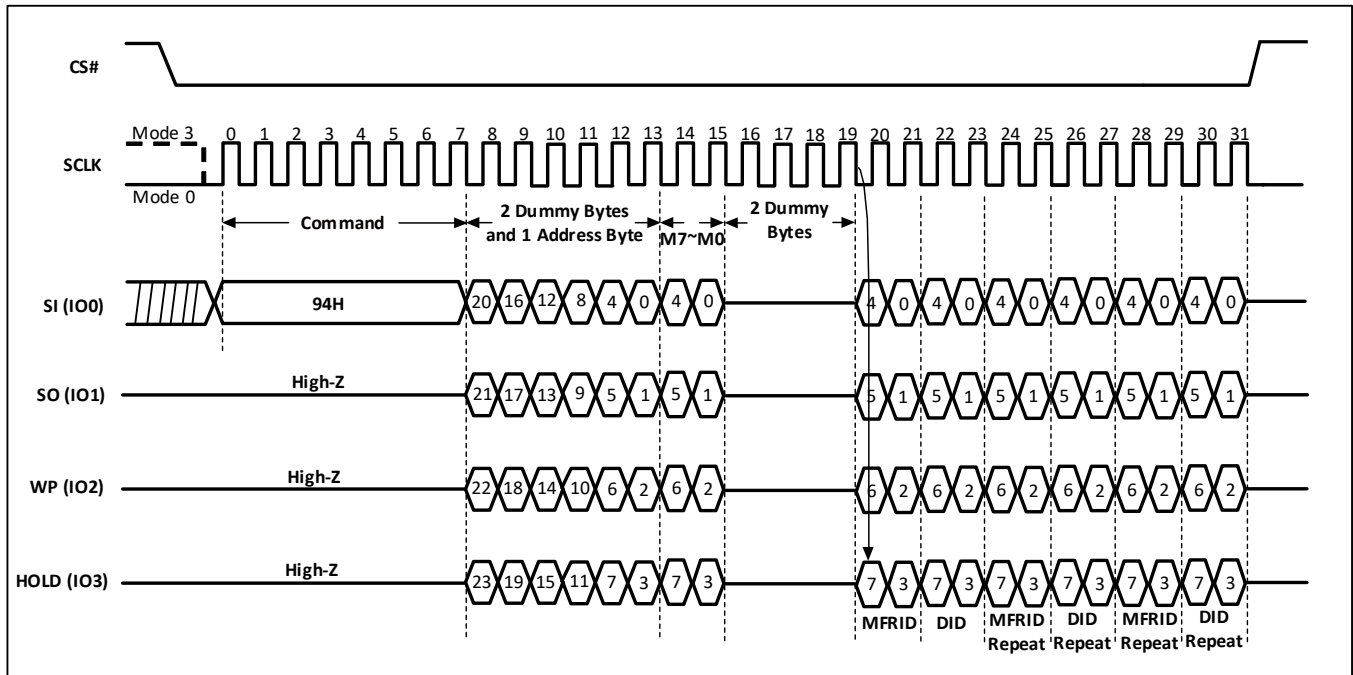 CS#
Mode 3 0 1 2 3 4 5 6 7 8 9 10 11 12 13 14 15 16 17 18 19 20 21 22 23 24 25 26 27 28 29 30 31
SCLK
Mode 0
Command
2 Dummy Bytes
and 1 Address Byte
M7~M0
2 Dummy
Bytes
SI (IO0) 94H 20 16 12 8 4 0 4 0 4 0 4 0 4 0 4 0 4 0 4 0
SO (IO1) High-Z 21 17 13 9 5 1 5 1 5 1 5 1 5 1 5 1 5 1 5 1
WP (IO2) High-Z 22 18 14 10 6 2 6 2 6 2 6 2 6 2 6 2 6 2 6 2
HOLD (IO3) High-Z 23 19 15 11 7 3 7 3 7 3 7 3 7 3 7 3 7 3 7 3
MFRID DID MFRID DID MFRID DID
Repeat Repeat Repeat Repeat